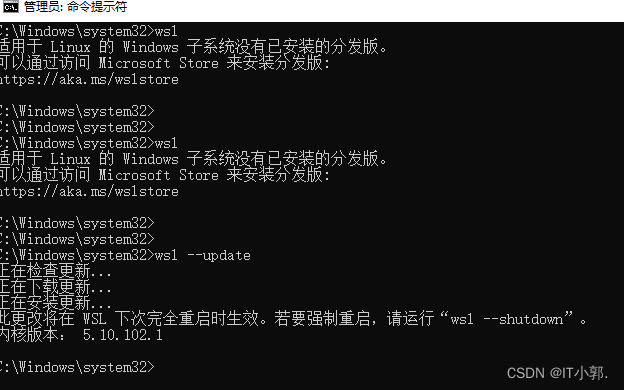 管理员: 命令提示符
C:\Windows\system32>wsl
适用于 Linux 的 Windows 子系统没有已安装的分发版。
可以通过访问 Microsoft Store 来安装分发版:
https://aka.ms/wslstore
C:\Windows\system32>
C:\Windows\system32>
C:\Windows\system32>wsl
适用于 Linux 的 Windows 子系统没有已安装的分发版。
可以通过访问 Microsoft Store 来安装分发版:
https://aka.ms/wslstore
C:\Windows\system32>
C:\Windows\system32>
C:\Windows\system32>wsl --update
正在检查更新...
正在下载更新...
正在安装更新...
此更改将在 WSL 下次完全重启时生效。若要强制重启，请运行“wsl --shutdown”。
内核版本： 5.10.102.1
C:\Windows\system32>
CSDN @IT小郭.